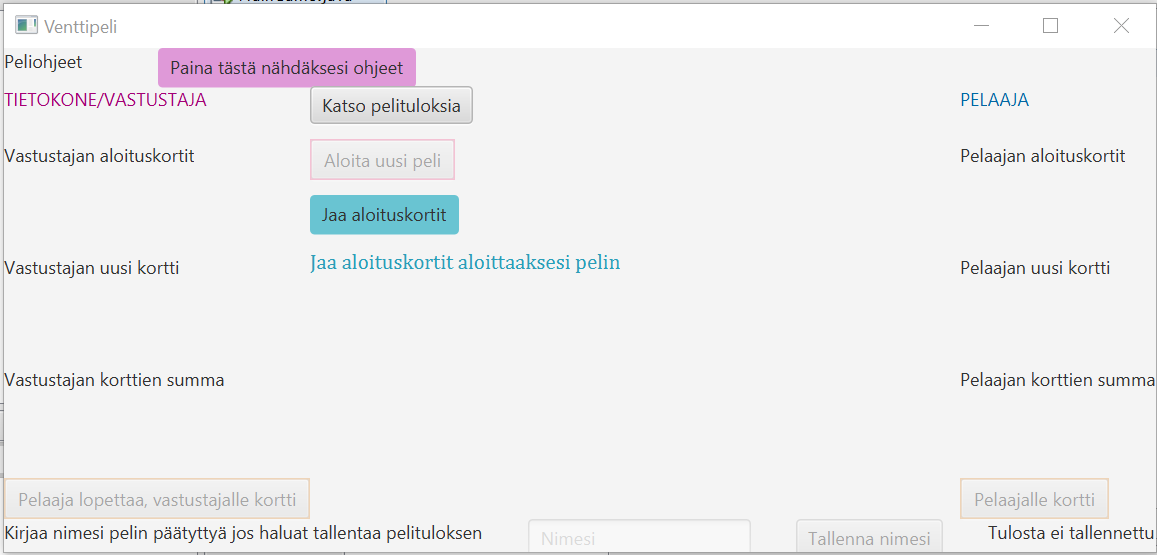 Venttipeli
Peliohjeet
Paina tästä nähdäksesi ohjeet
TIETOKONE/VASTUSTAJA
Katso pelituloksia
PELAAJA
Vastustajan aloituskortit
Aloita uusi peli
Pelaajan aloituskortit
Jaa aloituskortit
Vastustajan uusi kortti
Jaa aloituskortit aloittaaksesi pelin
Pelaajan uusi kortti
Vastustajan korttien summa
Pelaajan korttien summa
Pelaaja lopettaa, vastustajalle kortti
Pelaajalle kortti
Kirjaa nimesi pelin päätyttyä jos haluat tallentaa pelituloksen
Nimesi
Tallenna nimesi
Tulosta ei tallennettu